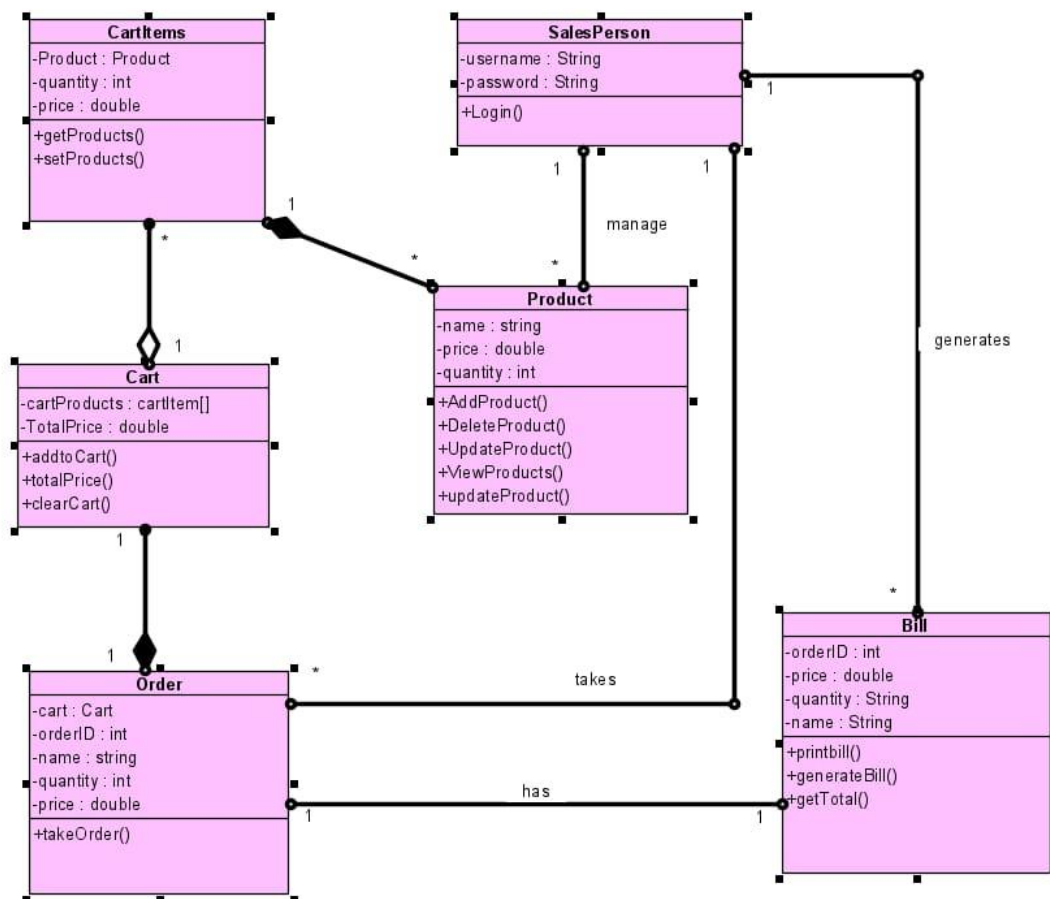 CartItems
-Product : Product
-quantity : int
-price : double
+getProducts()
+setProducts()
SalesPerson
-username : String
-password : String
+Login()
1
1
1
1
manage
*
*
*
Product
-name : string
-price : double
-quantity : int
+AddProduct()
+DeleteProduct()
+UpdateProduct()
+ViewProducts()
+updateProduct()
generates
1
Cart
-cartProducts : cartItem[]
-TotalPrice : double
+addtoCart()
+totalPrice()
+clearCart()
1
1
*
Bill
-orderID : int
-price : double
-quantity : String
-name : String
+printbill()
+generateBill()
+getTotal()
*
takes
Order
-cart : Cart
-orderID : int
-name : string
-quantity : int
-price : double
+takeOrder()
has
1
1